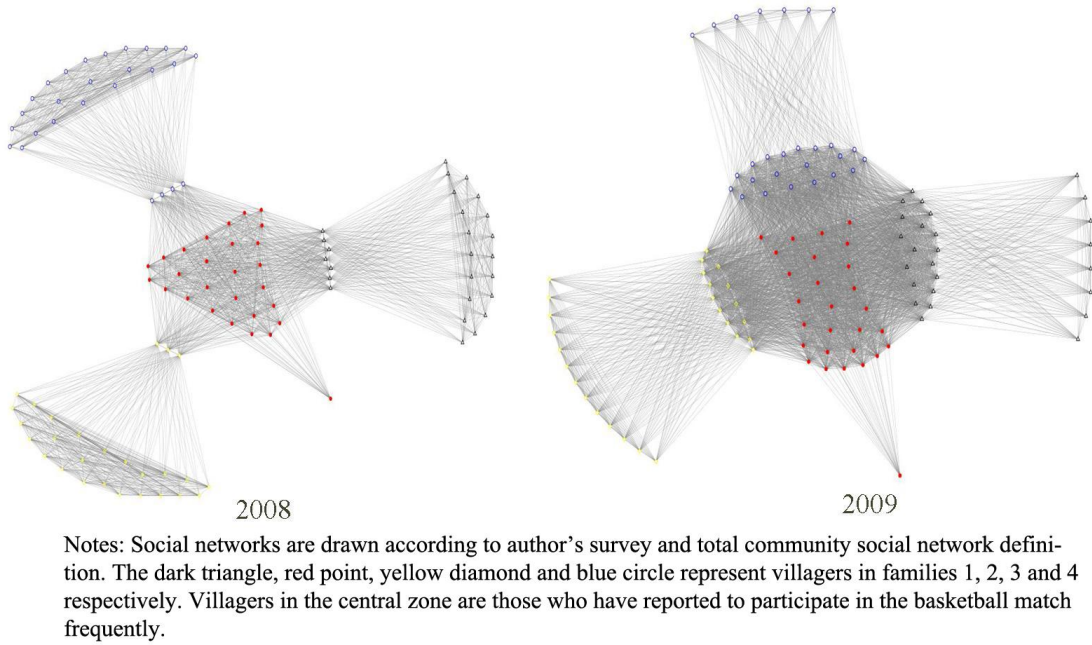 2008
2009
Notes: Social networks are drawn according to author's survey and total community social network defini-
tion. The dark triangle, red point, yellow diamond and blue circle represent villagers in families 1, 2, 3 and 4
respectively. Villagers in the central zone are those who have reported to participate in the basketball match
frequently.